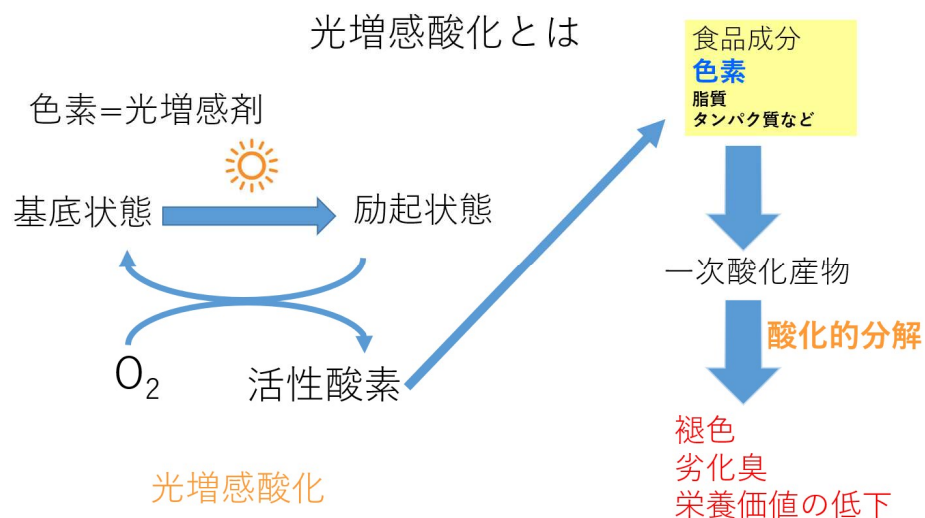 光増感酸化とは
色素=光増感剤
基底状態
励起状態
O2
活性酸素
光増感酸化
食品成分
色素
脂質
タンパク質など
一次酸化産物
酸化的分解
褪色
劣化臭
栄養価値の低下